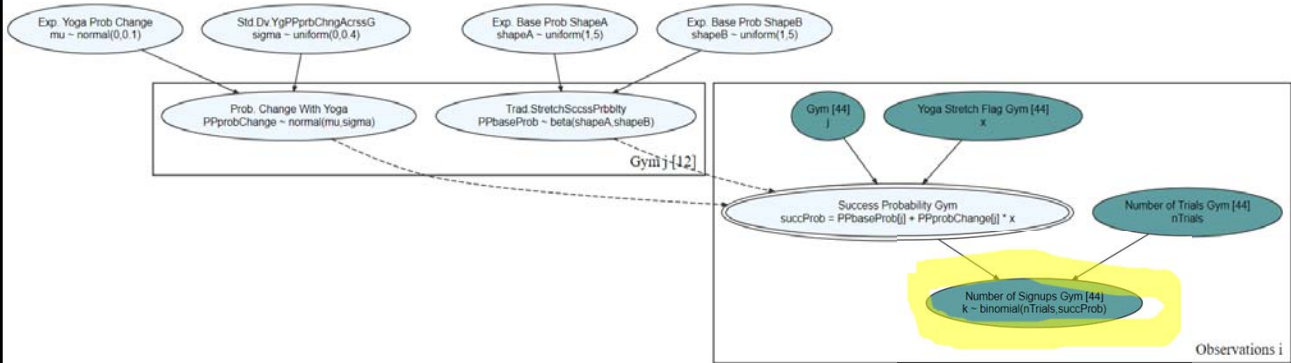 Exp. Yoga Prob Change
mu ~ normal(0,0.1)
Std.Dv.YgPPprbChngAcrssG
sigma ~ uniform(0,0.4)
Exp. Base Prob ShapeA
shapeA ~ uniform(1,5)
Exp. Base Prob ShapeB
shapeB ~ uniform(1,5)
Prob. Change With Yoga
PPprobChange ~ normal(mu,sigma)
Trad.StretchSccssPrbblty
PPbaseProb ~ beta(shapeA,shapeB)
Gym j [12]
Gym [44]
j
Yoga Stretch Flag Gym [44]
x
Success Probability Gym
succProb = PPbaseProb[j] + PPprobChange[j] * x
Number of Trials Gym [44]
nTrials
Number of Signups Gym [44]
k ~ binomial(nTrials,succProb)
Observations i